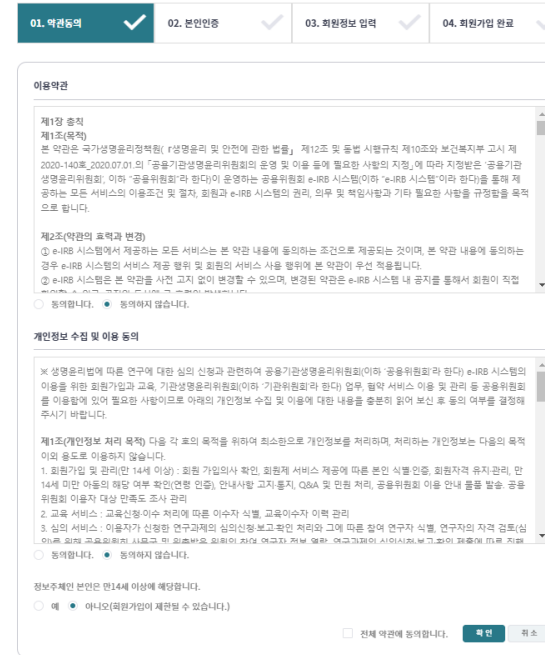 01. 약관동의
02. 본인인증
03. 회원정보 입력
04. 회원가입 완료
이용약관
제1장 총칙
제1조(목적)
본 약관은 국가생명윤리정책원( 『생명윤리 및 안전에 관한 법률』 제12조 및 동법 시행규칙 제10조와 보건복지부 고시 제
2020-140호_2020.07.01.의 「공용기관생명윤리위원회의 운영 및 이용 등에 필요한 사항의 지정」에 따라 지정받은 '공용기관
생명윤리위원회', 이하 "공용위원회"라 한다)이 운영하는 공용위원회 e-IRB 시스템(이하 "e-IRB 시스템"이라 한다)을 통해 제
공하는 모든 서비스의 이용조건 및 절차, 회원과 e-IRB 시스템의 권리, 의무 및 책임사항과 기타 필요한 사항을 규정함을 목적
으로 합니다.
제2조(약관의 효력과 변경)
① e-IRB 시스템에서 제공하는 모든 서비스는 본 약관 내용에 동의하는 조건으로 제공되는 것이며, 본 약관 내용에 동의하는
경우 e-IRB 시스템의 서비스 제공 행위 및 회원의 서비스 사용 행위에 본 약관이 우선 적용됩니다.
② e-IRB 시스템은 본 약관을 사전 고지 없이 변경할 수 있으며, 변경된 약관은 e-IRB 시스템 내 공지를 통해서 회원이 직접
동의합니다. 동의하지 않습니다.
개인정보 수집 및 이용 동의
※ 생명윤리법에 따른 연구에 대한 심의 신청과 관련하여 공용기관생명윤리위원회(이하 '공용위원회'라 한다) e-IRB 시스템의
이용을 위한 회원가입과 교육, 기관생명윤리위원회(이하 '기관위원회'라 한다) 업무, 협약 서비스 이용 및 관리 등 공용위원회
를 이용함에 있어 필요한 사항이므로 아래의 개인정보 수집 및 이용에 대한 내용을 충분히 읽어 보신 후 동의 여부를 결정해
주시기 바랍니다.
제1조(개인정보 처리 목적) 다음 각 호의 목적을 위하여 최소한으로 개인정보를 처리하며, 처리하는 개인정보는 다음의 목적
이외 용도로 이용하지 않습니다.
1. 회원가입 및 관리(만 14세 이상) : 회원 가입의사 확인, 회원제 서비스 제공에 따른 본인 식별·인증, 회원자격 유지·관리, 만
14세 미만 아동의 해당 여부 확인(연령 인증), 안내사항 고지·통지, Q&A 및 민원 처리, 공용위원회 이용 안내 물품 발송, 공용
위원회 이용자 대상 만족도 조사 관리
2. 교육 서비스 : 교육신청·이수 처리에 따른 이수자 식별, 교육이수자 이력 관리
3. 심의 서비스 : 이용자가 신청한 연구과제의 심의신청·보고·확인 처리와 그에 따른 참여 연구자 식별, 연구자의 자격 검토(심
동의합니다. 동의하지 않습니다.
정보주체인 본인은 만14세 이상에 해당합니다.
예 아니오(회원가입이 제한될 수 있습니다.)
전체 약관에 동의합니다. 확인 취소